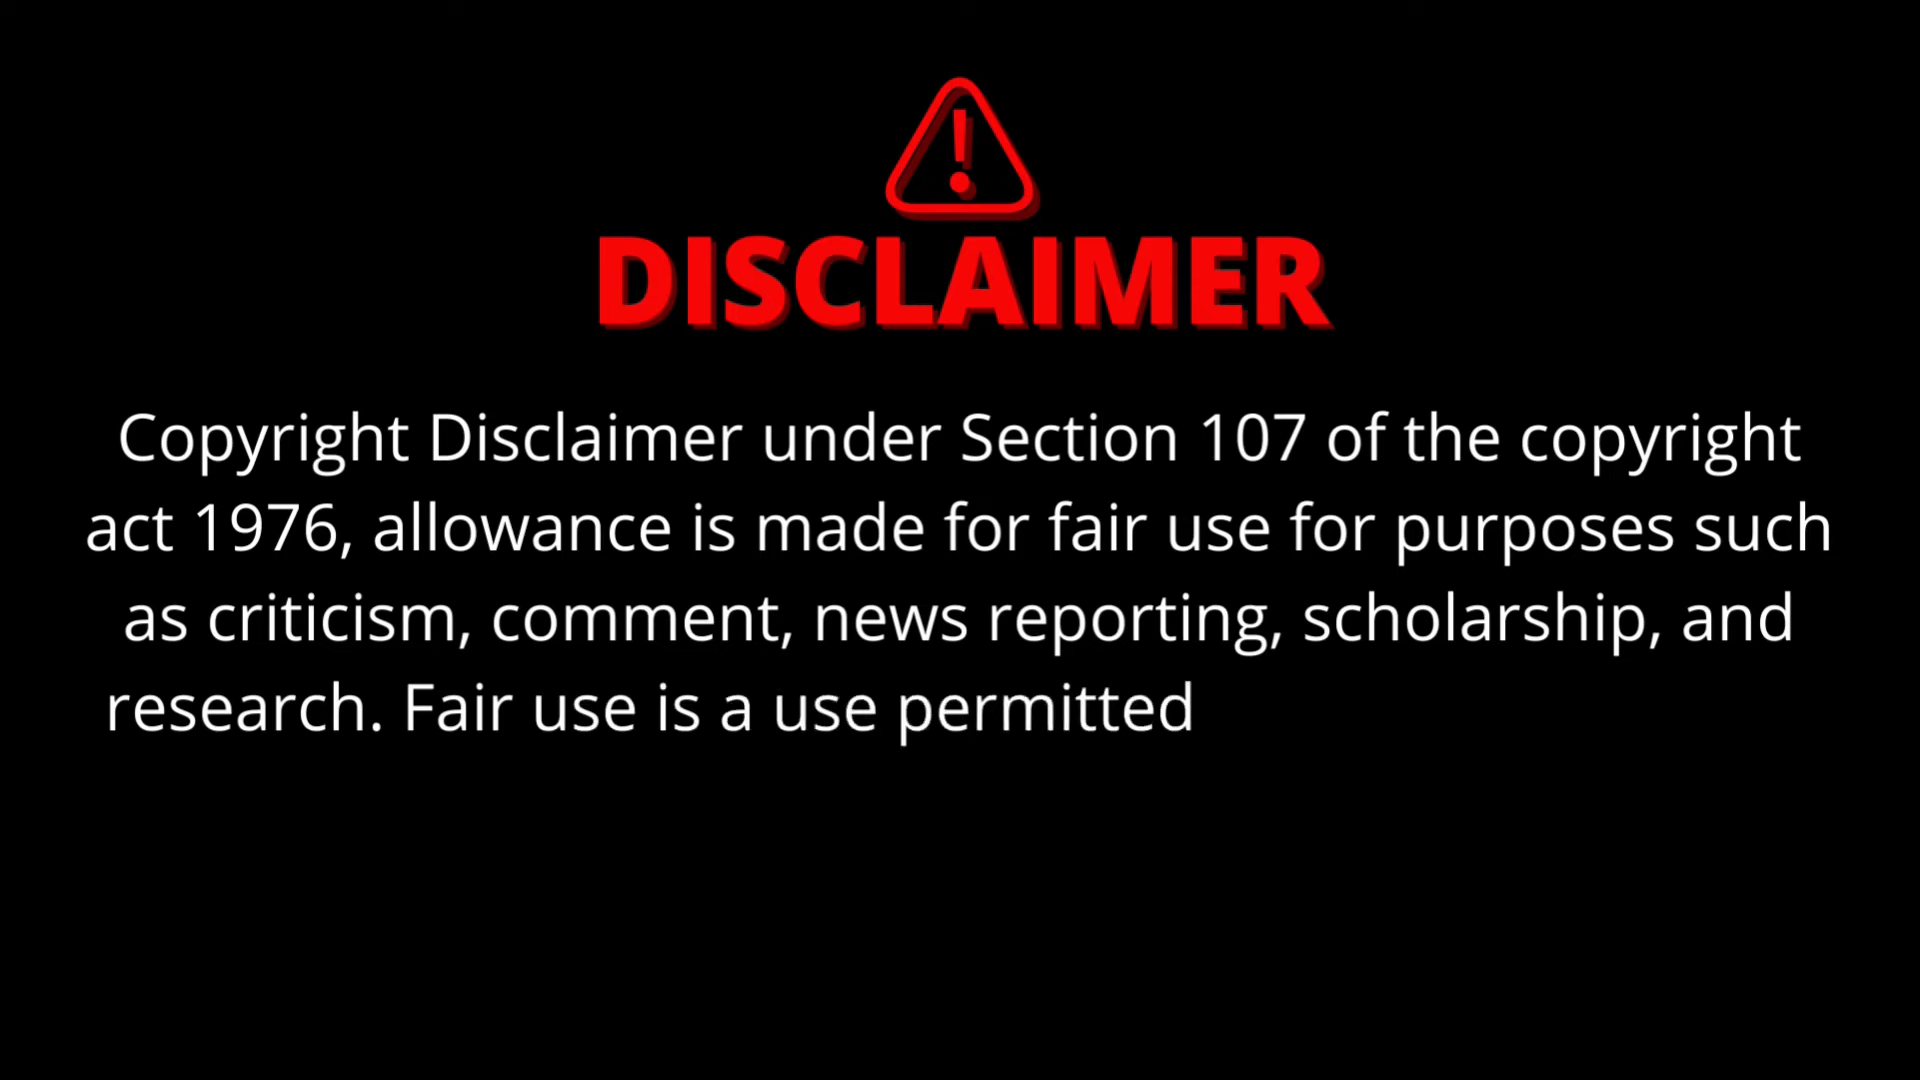 DISCLAIMER
Copyright Disclaimer under Section 107 of the copyright
act 1976, allowance is made for fair use for purposes such
as criticism, comment, news reporting, scholarship, and
research. Fair use is a use permitted